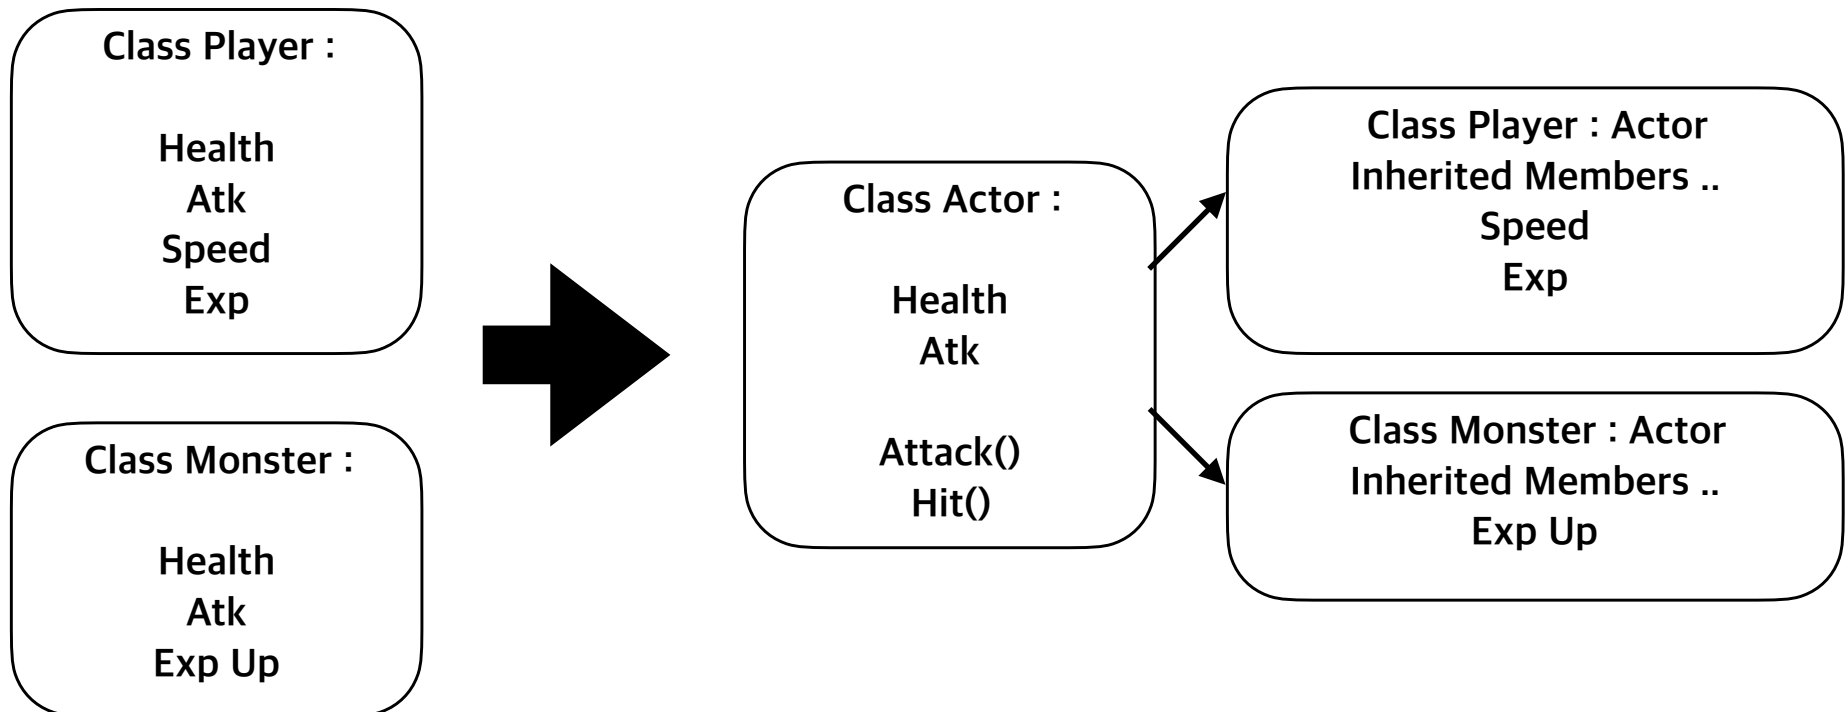 Class Player :
Health
Atk
Speed
Exp
Class Monster :
Health
Atk
Exp Up
Class Actor :
Health
Atk
Attack()
Hit()
Class Player : Actor
Inherited Members ..
Speed
Exp
Class Monster : Actor
Inherited Members ..
Exp Up